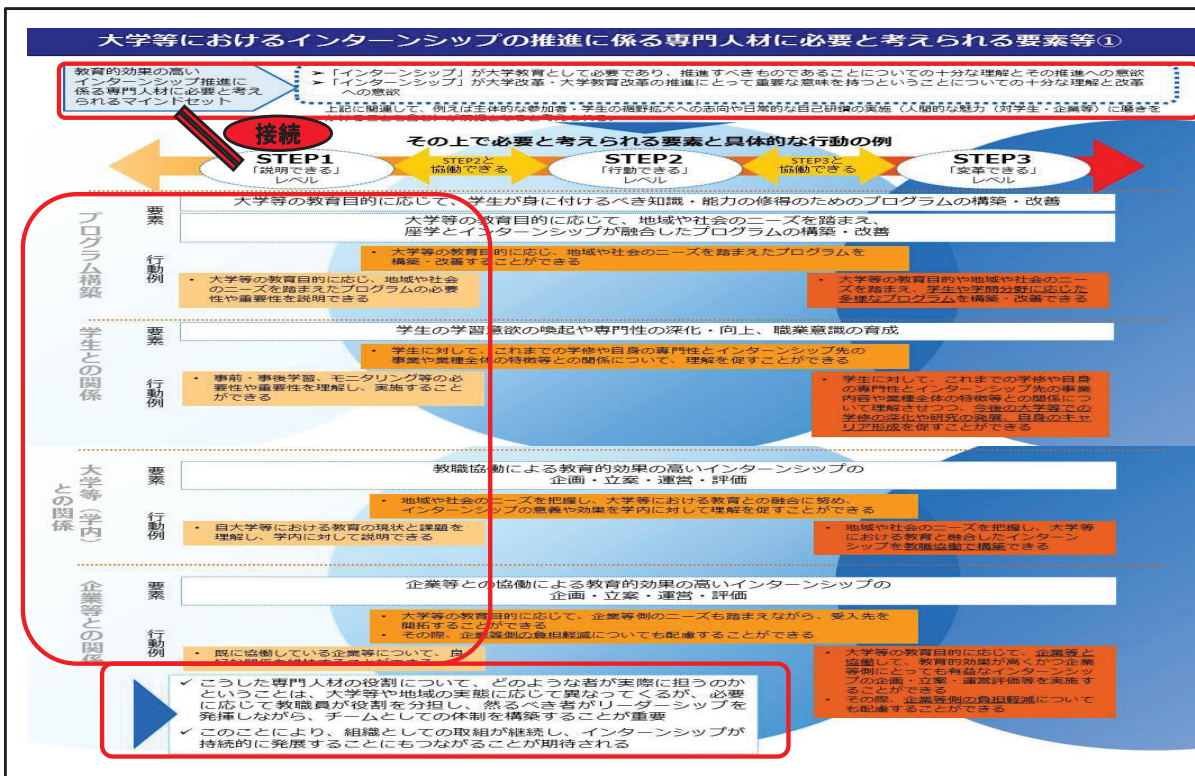 大学等におけるインターンシップの推進に係る専門人材に必要と考えられる要素等①
教育的効果の高い
インターンシップ推進に
係る専門人材に必要と考え
られるマインドセット
➤ 「インターンシップ」が大学教育として必要であり、推進すべきものであることについての十分な理解とその推進への意欲
➤ 「インターンシップ」が大学改革・大学教育改革の推進にとって重要な意味を持つということについての十分な理解と改革
への意欲
上記に関連して、例えば主体的な参加者・学生の裾野拡大への志向や日常的な自己研鑽の実施（人間的な魅力（対学生・企業等）に磨きを
接続
その上で必要と考えられる要素と具体的な行動の例
STEP1
「説明できる」
レベル
STEP2と
協働できる
STEP2
「行動できる」
レベル
STEP3と
協働できる
STEP3
「変革できる」
レベル
プログラム構築
要素
大学等の教育目的に応じて、学生が身に付けるべき知識・能力の修得のためのプログラムの構築・改善
大学等の教育目的に応じて、地域や社会のニーズを踏まえ、
座学とインターンシップが融合したプログラムの構築・改善
行動例
• 大学等の教育目的に応じ、地域や社会のニーズを踏まえたプログラムを
構築・改善することができる
• 大学等の教育目的に応じ、地域や社会
のニーズを踏まえたプログラムの必要
性や重要性を説明できる
• 大学等の教育目的や地域や社会のニー
ズを踏まえ、学生や学問分野に応じた
多様なプログラムを構築・改善できる
学生との関係
要素
学生の学習意欲の喚起や専門性の深化・向上、職業意識の育成
行動例
• 学生に対して、これまでの学修や自身の専門性とインターンシップ先の
事業や業種全体の特徴等との関係について、理解を促すことができる
• 事前・事後学習、モニタリング等の必
要性や重要性を理解し、実施すること
ができる
• 学生に対して、これまでの学修や自身
の専門性とインターンシップ先の事業
内容や業種全体の特徴等との関係につ
いて理解させつつ、今後の大学等での
学修の深化や研究の発展、自身のキャ
リア形成を促すことができる
大学等（学内）
との関係
要素
教職協働による教育的効果の高いインターンシップの
企画・立案・運営・評価
行動例
• 地域や社会のニーズを把握し、大学等における教育との融合に努め、
インターンシップの意義や効果を学内に対して理解を促すことができる
• 自大学等における教育の現状と課題を
理解し、学内に対して説明できる
• 地域や社会のニーズを把握し、大学等
における教育と融合したインターン
シップを教職協働で構築できる
企業等との関係
要素
企業等との協働による教育的効果の高いインターンシップの
企画・立案・運営・評価
行動例
• 大学等の教育目的に応じて、企業等側のニーズも踏まえながら、受入先を
開拓することができる
• その際、企業等側の負担軽減についても配慮することができる
• 既に協働している企業等について、良
• 大学等の教育目的に応じて、企業等と
協働して、教育的効果が高くかつ企業
等側にとっても有益なインターンシッ
プの企画・立案・運営評価等を実施す
ることができる
• その際、企業等側の負担軽減について
も配慮することができる
✓ こうした専門人材の役割について、どのような者が実際に担うのか
ということは、大学等や地域の実態に応じて異なってくるが、必要
に応じて教職員が役割を分担し、然るべき者がリーダーシップを
発揮しながら、チームとしての体制を構築することが重要
✓ このことにより、組織としての取組が継続し、インターンシップが
持続的に発展することにもつながることが期待される